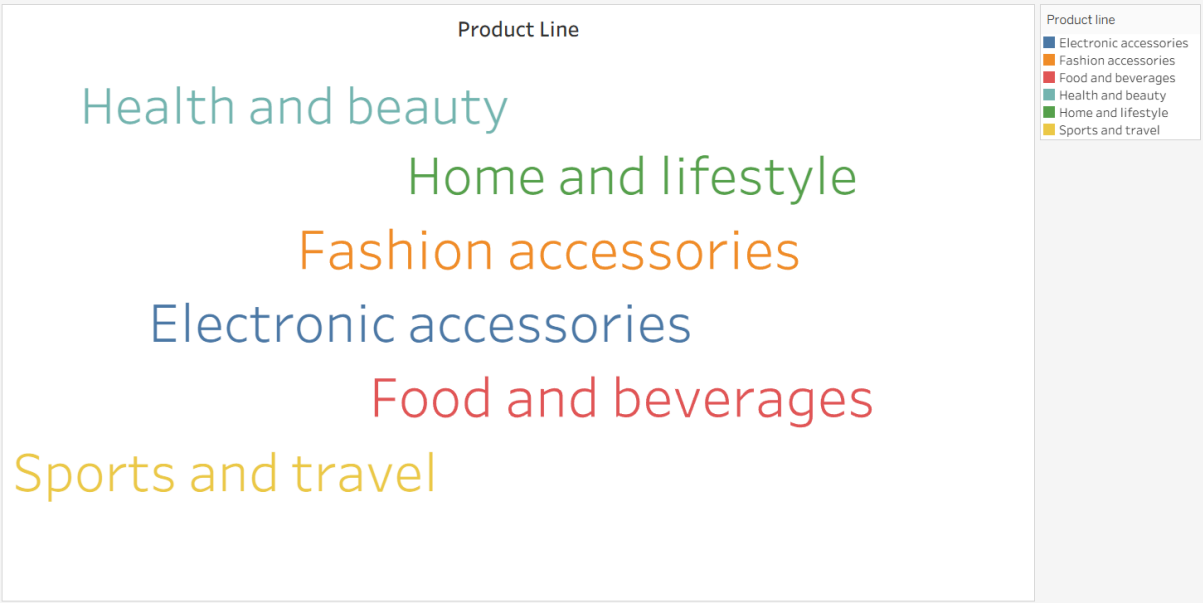 Product Line
Health and beauty
Home and lifestyle
Fashion accessories
Electronic accessories
Food and beverages
Sports and travel
Product line
Electronic accessories
Fashion accessories
Food and beverages
Health and beauty
Home and lifestyle
Sports and travel